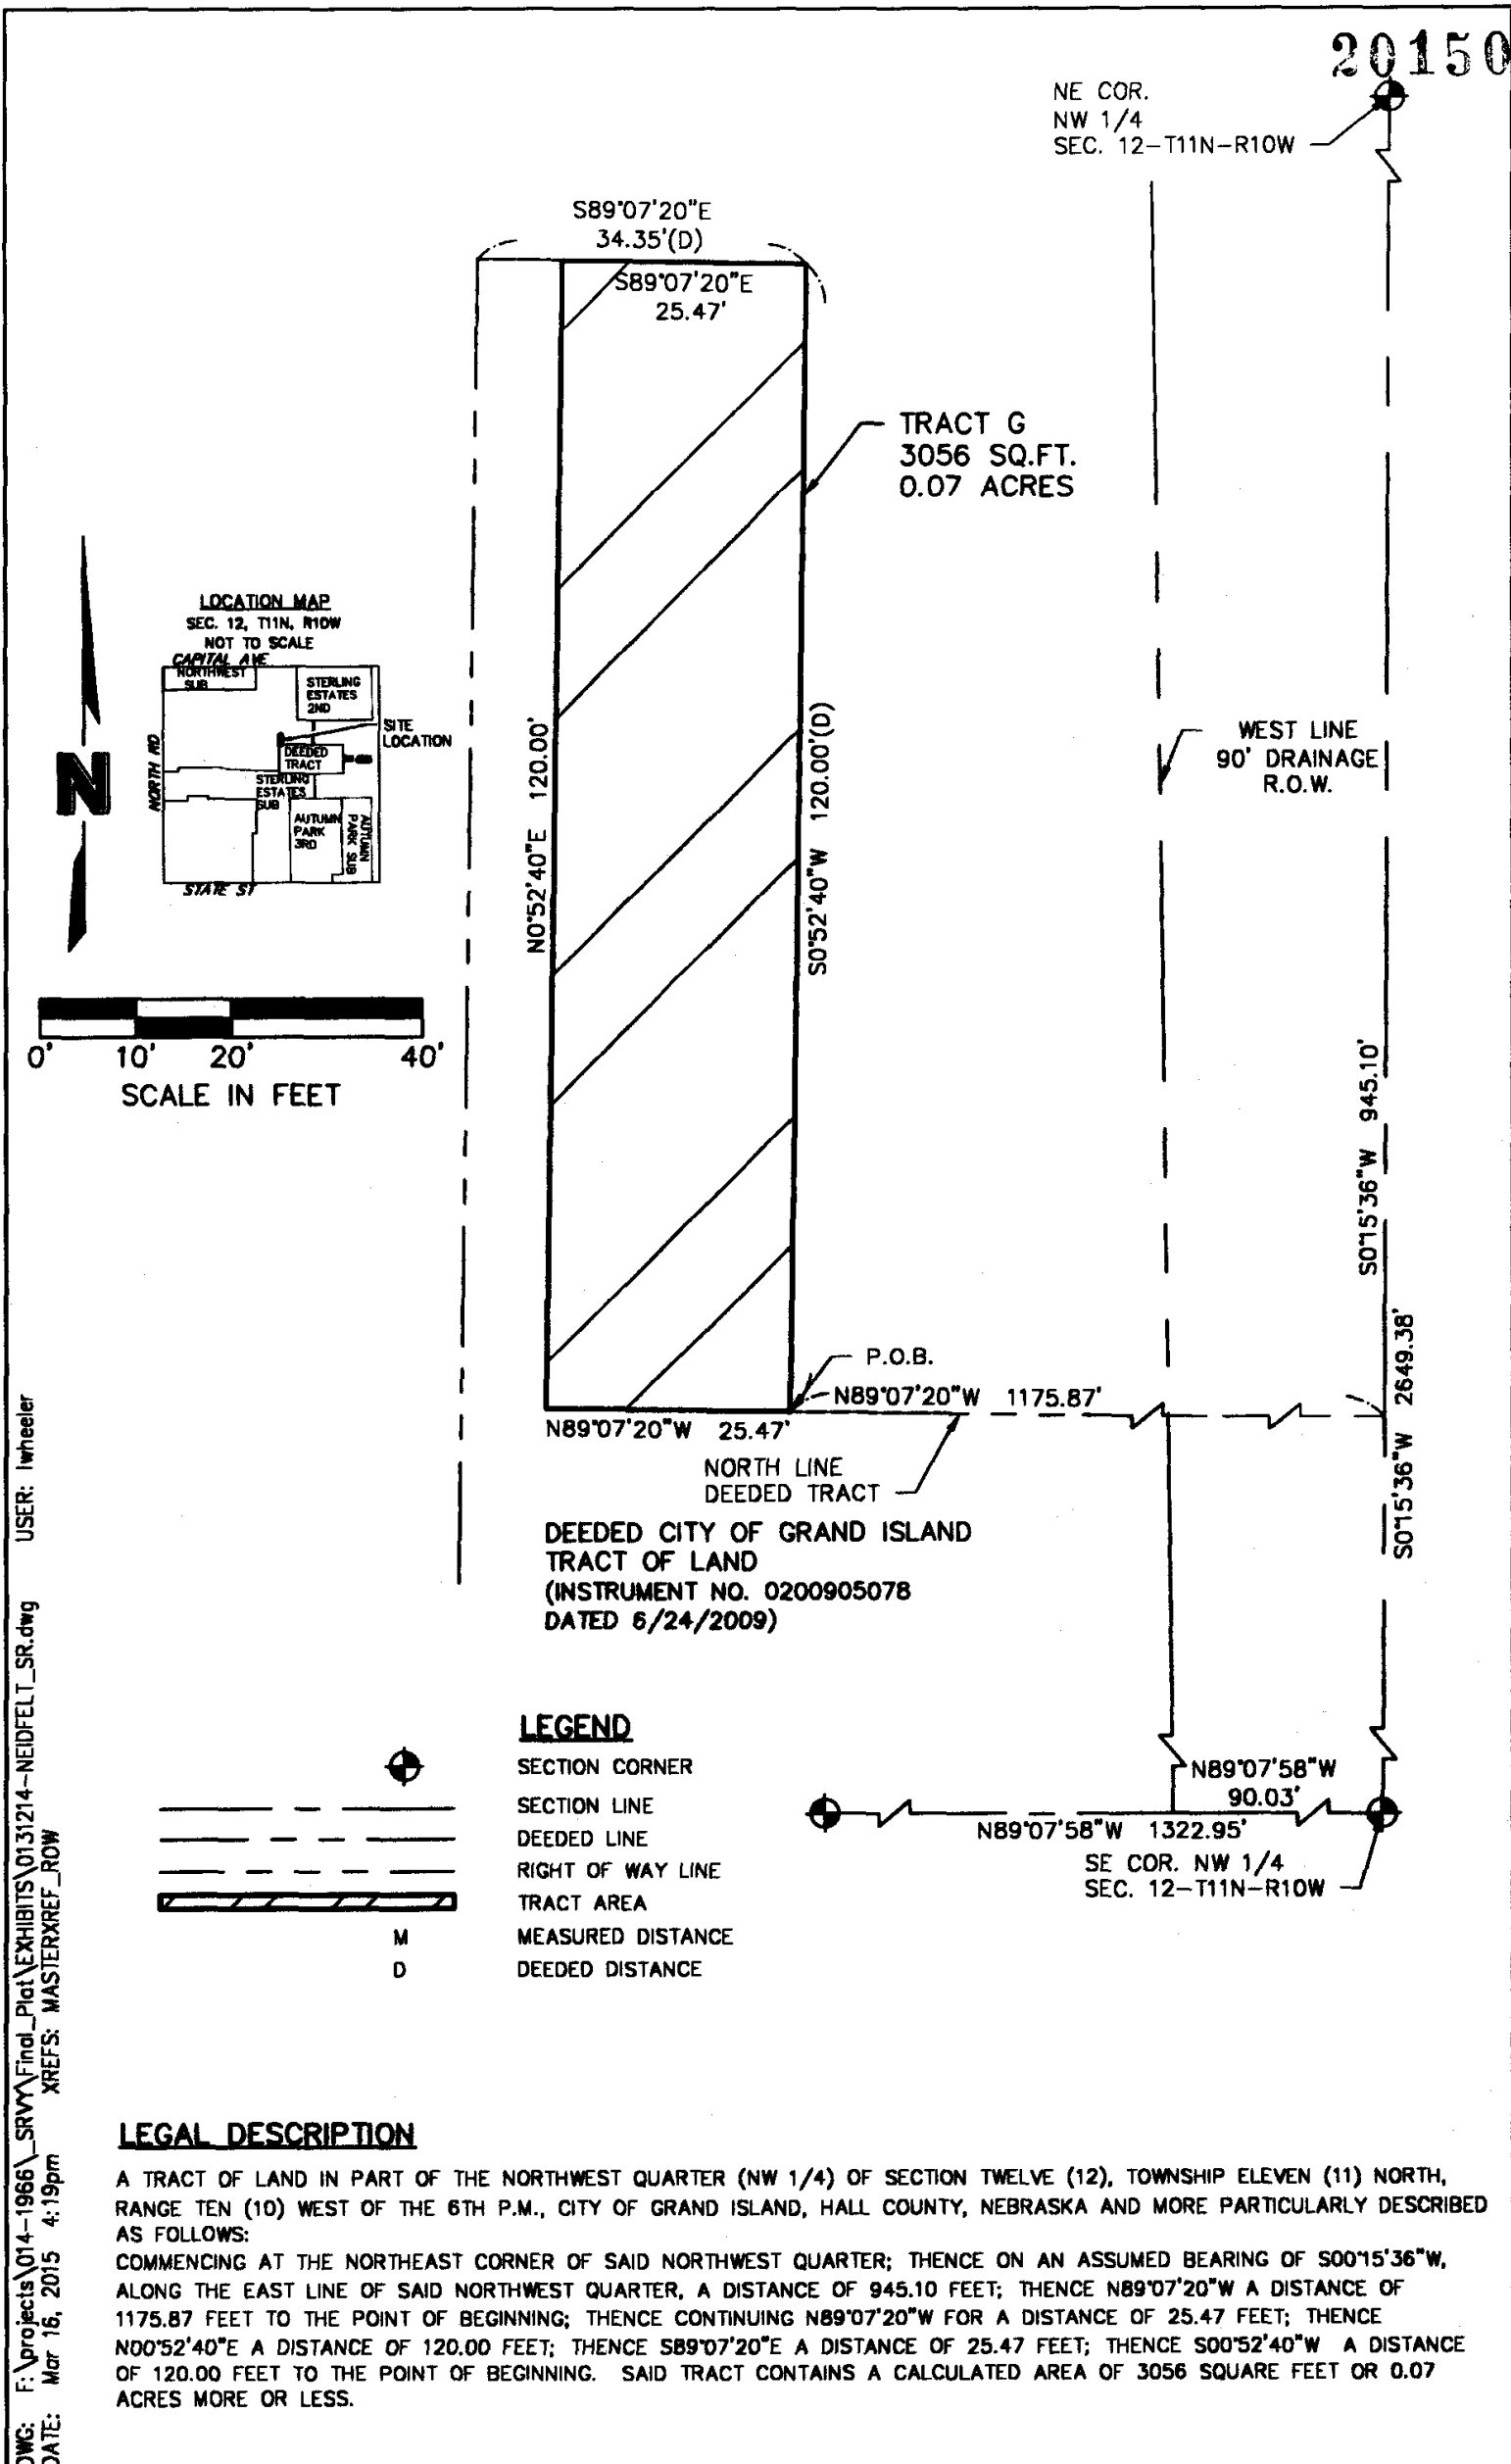 20150
NE COR.
NW 1/4
SEC. 12-T11N-R10W
S89°07'20"E
34.35'(D)
S89°07'20"E
25.47'
TRACT G
3056 SQ.FT.
0.07 ACRES
LOCATION MAP
SEC. 12, T11N, R10W
NOT TO SCALE
CAPITAL AVE
NORTHWEST
SUB
STERLING
ESTATES
2ND
SITE
LOCATION
DEEDED
TRACT
NORTH RD
STERLING
ESTATES
SUB
AUTUMN
PARK
3RD
AUTUMN
PARK SUB
STATE ST
N
N0°52'40"E 120.00'
S0°52'40"W 120.00'(D)
WEST LINE
90' DRAINAGE
R.O.W.
0' 10' 20' 40'
SCALE IN FEET
S0°15'36"W 945.10'
S0°15'36"W 2649.38'
P.O.B.
N89°07'20"W 1175.87'
N89°07'20"W 25.47'
NORTH LINE
DEEDED TRACT
DEEDED CITY OF GRAND ISLAND
TRACT OF LAND
(INSTRUMENT NO. 0200905078
DATED 6/24/2009)
LEGEND
SECTION CORNER
SECTION LINE
DEEDED LINE
RIGHT OF WAY LINE
TRACT AREA
M MEASURED DISTANCE
D DEEDED DISTANCE
N89°07'58"W
90.03'
N89°07'58"W 1322.95'
SE COR. NW 1/4
SEC. 12-T11N-R10W
LEGAL DESCRIPTION
A TRACT OF LAND IN PART OF THE NORTHWEST QUARTER (NW 1/4) OF SECTION TWELVE (12), TOWNSHIP ELEVEN (11) NORTH,
RANGE TEN (10) WEST OF THE 6TH P.M., CITY OF GRAND ISLAND, HALL COUNTY, NEBRASKA AND MORE PARTICULARLY DESCRIBED
AS FOLLOWS:
COMMENCING AT THE NORTHEAST CORNER OF SAID NORTHWEST QUARTER; THENCE ON AN ASSUMED BEARING OF S00°15'36"W,
ALONG THE EAST LINE OF SAID NORTHWEST QUARTER, A DISTANCE OF 945.10 FEET; THENCE N89°07'20"W A DISTANCE OF
1175.87 FEET TO THE POINT OF BEGINNING; THENCE CONTINUING N89°07'20"W FOR A DISTANCE OF 25.47 FEET; THENCE
N00°52'40"E A DISTANCE OF 120.00 FEET; THENCE S89°07'20"E A DISTANCE OF 25.47 FEET; THENCE S00°52'40"W A DISTANCE
OF 120.00 FEET TO THE POINT OF BEGINNING. SAID TRACT CONTAINS A CALCULATED AREA OF 3056 SQUARE FEET OR 0.07
ACRES MORE OR LESS.
DWG: F:\projects\014-1966\_SRVY\Final_Plat\EXHIBITS\0131214-NEIDFELT_SR.dwg USER: lwheeler
DATE: Mar 16, 2015 4:19pm XREFS: MASTERXREF_ROW